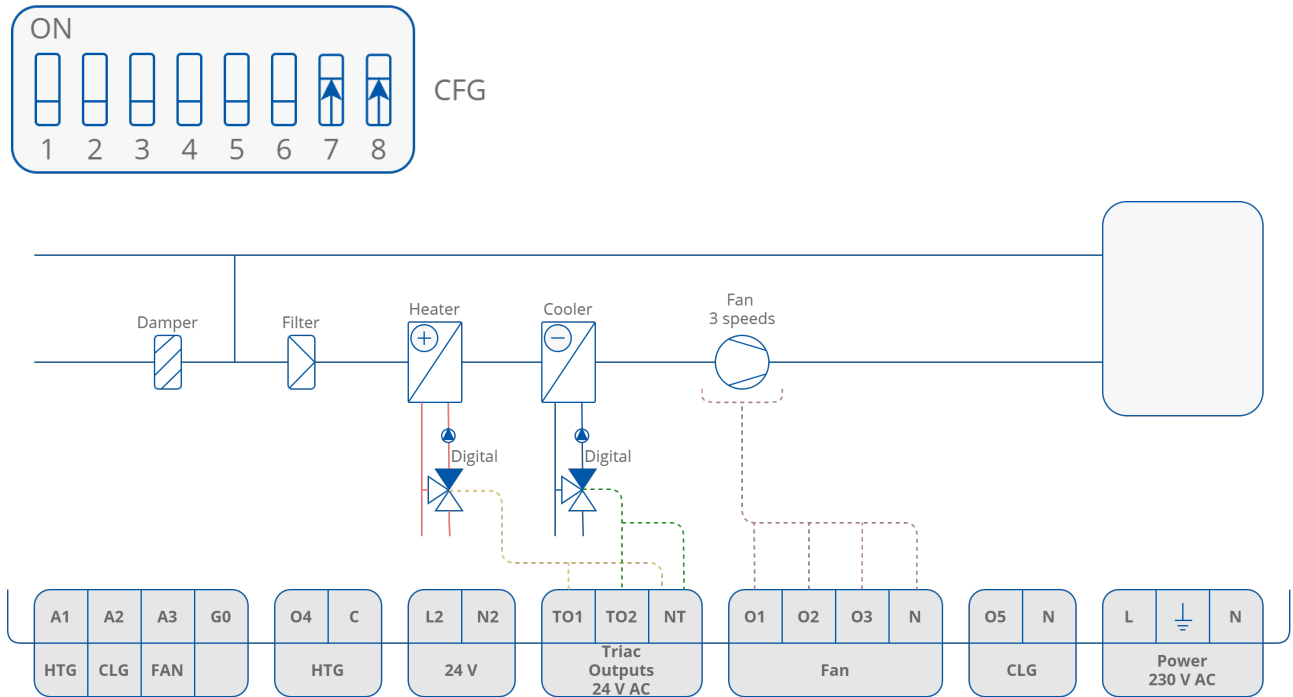 ON
CFG
1 2 3 4 5 6 7 8
Fan
3 speeds
Heater
Cooler
Damper
Filter
Digital
Digital
A1 A2 A3 G0
O4 C
L2 N2
TO1 TO2 NT
O1 O2 O3 N
O5 N
L N
HTG CLG FAN
HTG
24 V
Triac
Outputs
24 V AC
Fan
CLG
Power
230 V AC